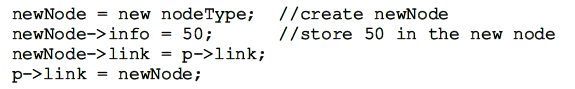 newNode = new nodeType;  //create newNode
newNode->info = 50;      //store 50 in the new node
newNode->link = p->link;
p->link = newNode;